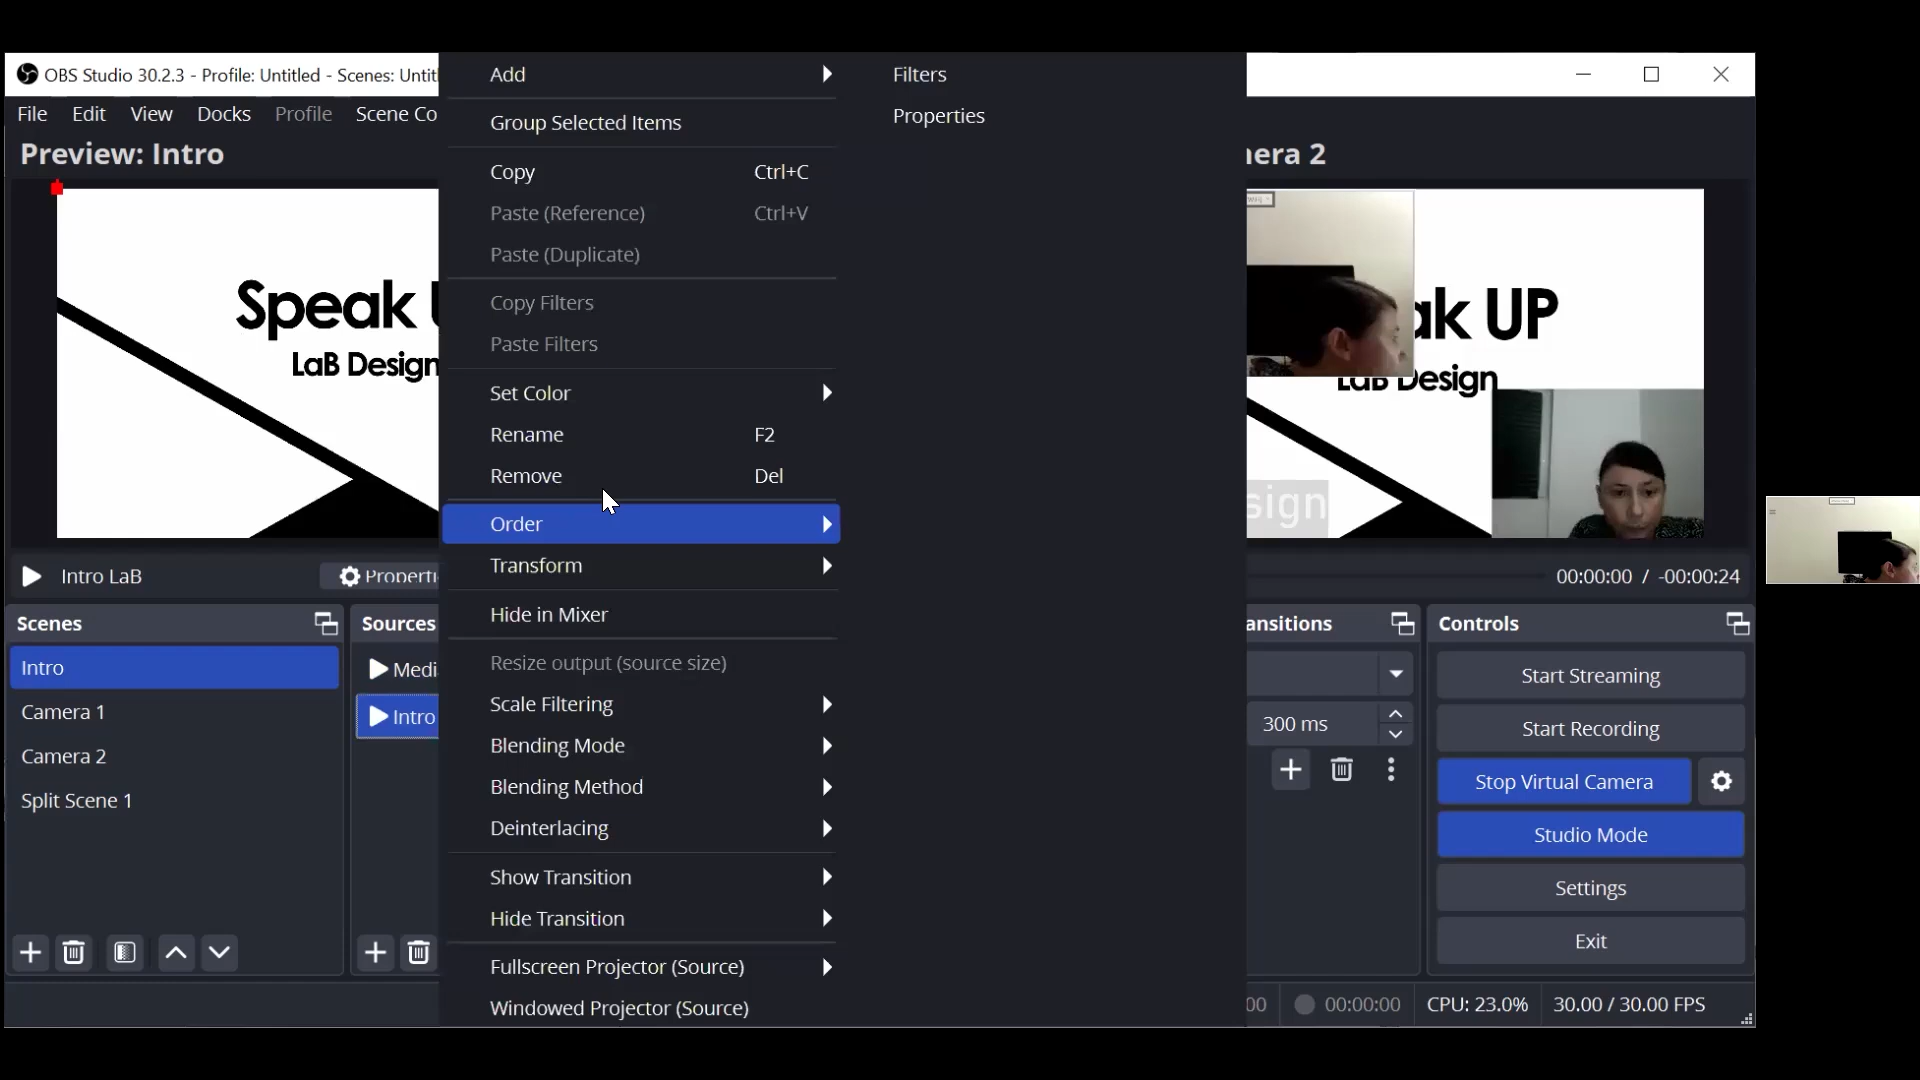 OBS Studio 30.2.3 - Profile: Untitled - Scenes: Untitl
File Edit View Docks Profile Scene Co
Preview: Intro
Speak U
LaB Design
Intro LaB
Properti
Scenes
Intro
Camera 1
Camera 2
Split Scene 1
Sources
Medi
Intro
Add
Group Selected Items
Copy Ctrl+C
Paste (Reference) Ctrl+V
Paste (Duplicate)
Copy Filters
Paste Filters
Set Color
Rename F2
Remove Del
Order
Transform
Hide in Mixer
Resize output (source size)
Scale Filtering
Blending Mode
Blending Method
Deinterlacing
Show Transition
Hide Transition
Fullscreen Projector (Source)
Windowed Projector (Source)
Filters
Properties
nera 2
ak UP
LaB Design
sign
00:00:00 / -00:00:24
ansitions
300 ms
Controls
Start Streaming
Start Recording
Stop Virtual Camera
Studio Mode
Settings
Exit
00 00:00:00 CPU: 23.0% 30.00 / 30.00 FPS